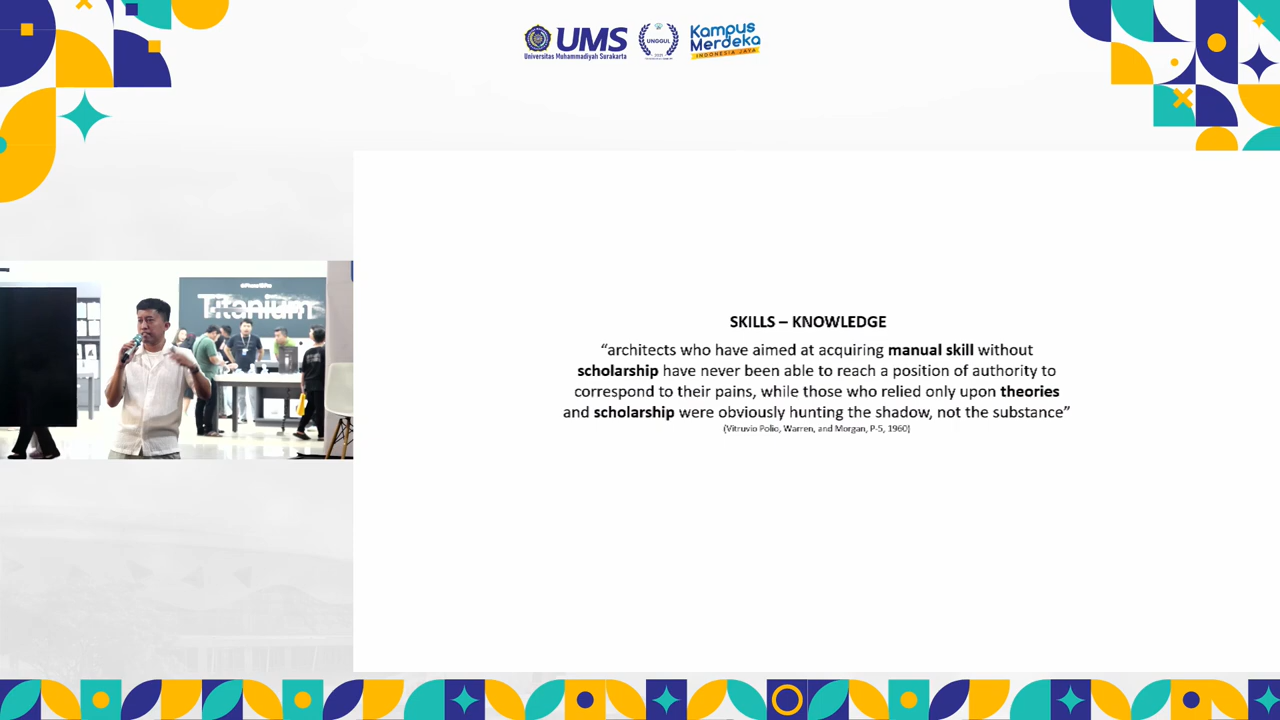 UMS
Universitas Muhammadiyah Surakarta
UNGGUL
Kampus
Merdeka
INDONESIA JAYA
Titanium
SKILLS – KNOWLEDGE
“architects who have aimed at acquiring manual skill without
scholarship have never been able to reach a position of authority to
correspond to their pains, while those who relied only upon theories
and scholarship were obviously hunting the shadow, not the substance”
(Vitruvio Polio, Warren, and Morgan, P-5, 1960)